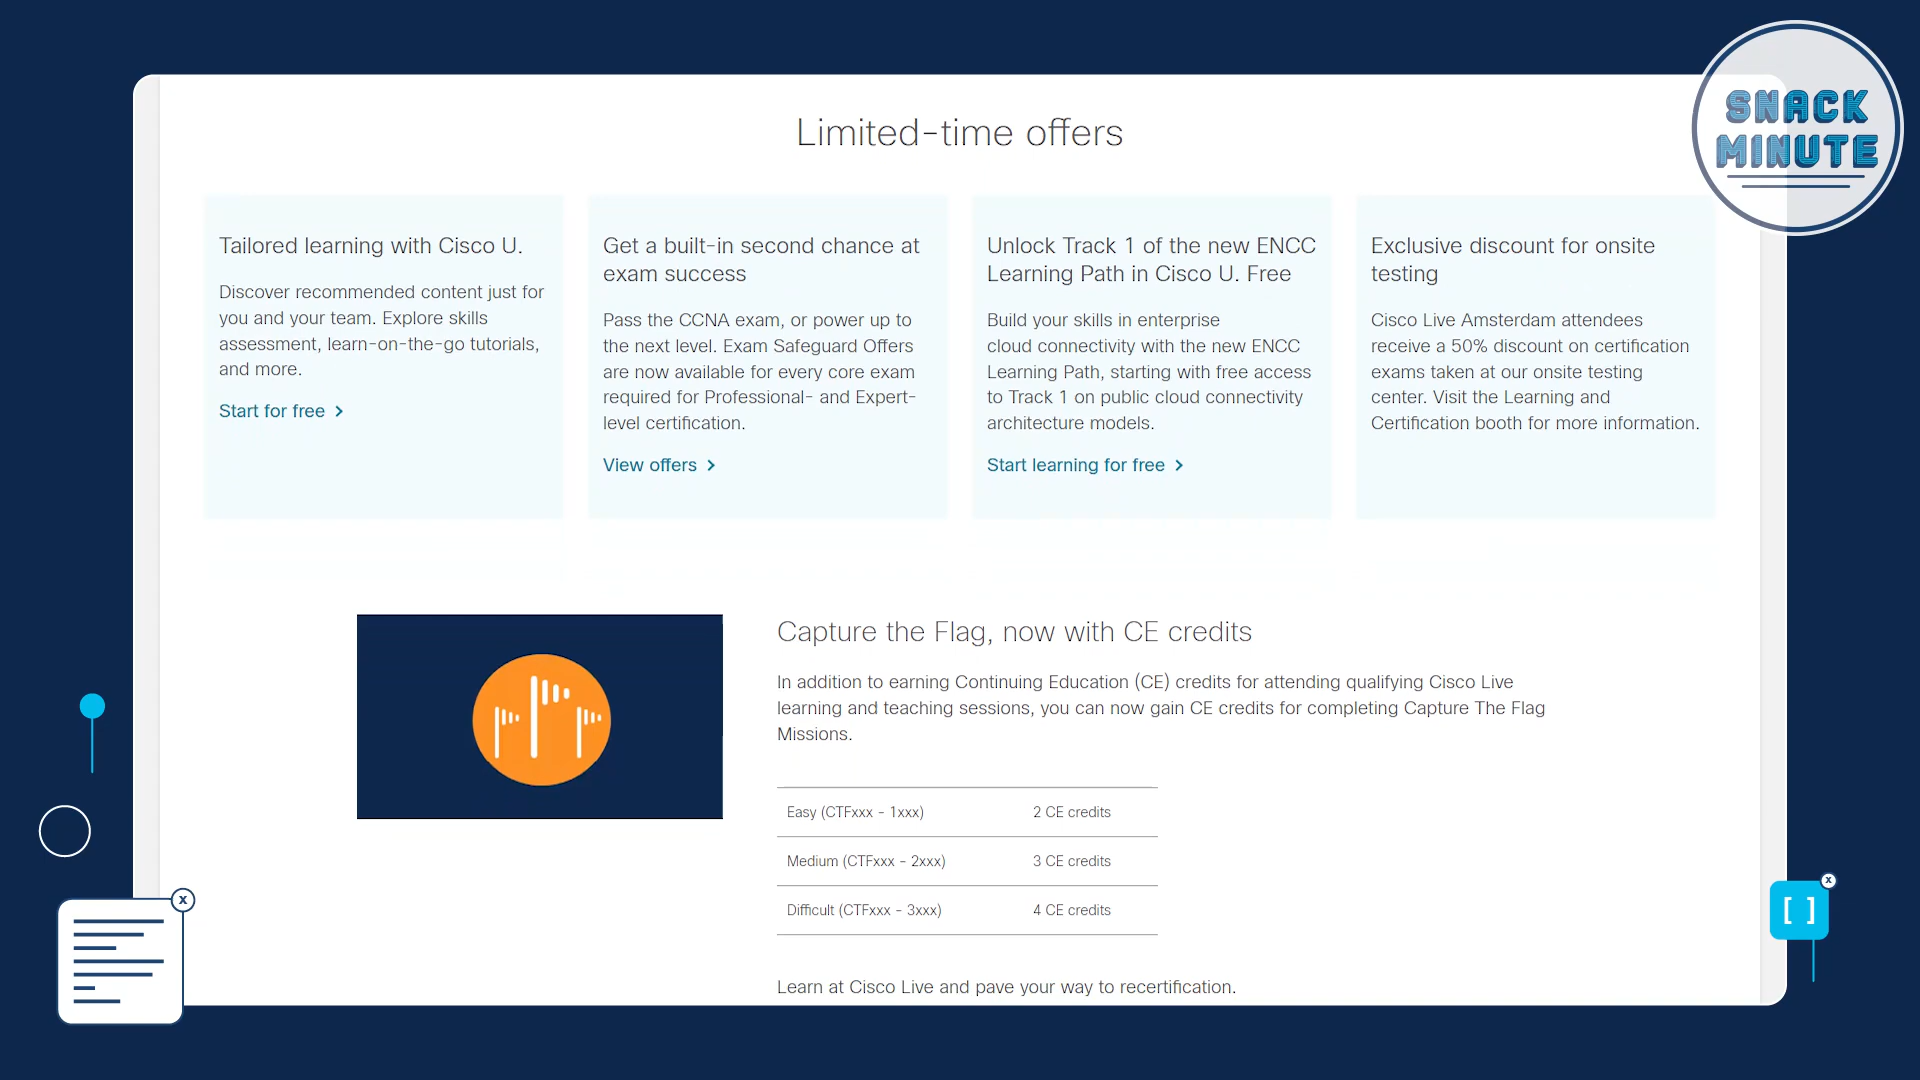 SNACK
MINUTE
Limited-time offers
Tailored learning with Cisco U.
Discover recommended content just for
you and your team. Explore skills
assessment, learn-on-the-go tutorials,
and more.
Start for free >
Get a built-in second chance at
exam success
Pass the CCNA exam, or power up to
the next level. Exam Safeguard Offers
are now available for every core exam
required for Professional- and Expert-
level certification.
View offers >
Unlock Track 1 of the new ENCC
Learning Path in Cisco U. Free
Build your skills in enterprise
cloud connectivity with the new ENCC
Learning Path, starting with free access
to Track 1 on public cloud connectivity
architecture models.
Start learning for free >
Exclusive discount for onsite
testing
Cisco Live Amsterdam attendees
receive a 50% discount on certification
exams taken at our onsite testing
center. Visit the Learning and
Certification booth for more information.
Capture the Flag, now with CE credits
In addition to earning Continuing Education (CE) credits for attending qualifying Cisco Live
learning and teaching sessions, you can now gain CE credits for completing Capture The Flag
Missions.
Easy (CTFxxx - 1xxx) 2 CE credits
Medium (CTFxxx - 2xxx) 3 CE credits
Difficult (CTFxxx - 3xxx) 4 CE credits
Learn at Cisco Live and pave your way to recertification.
x
x
[ ]